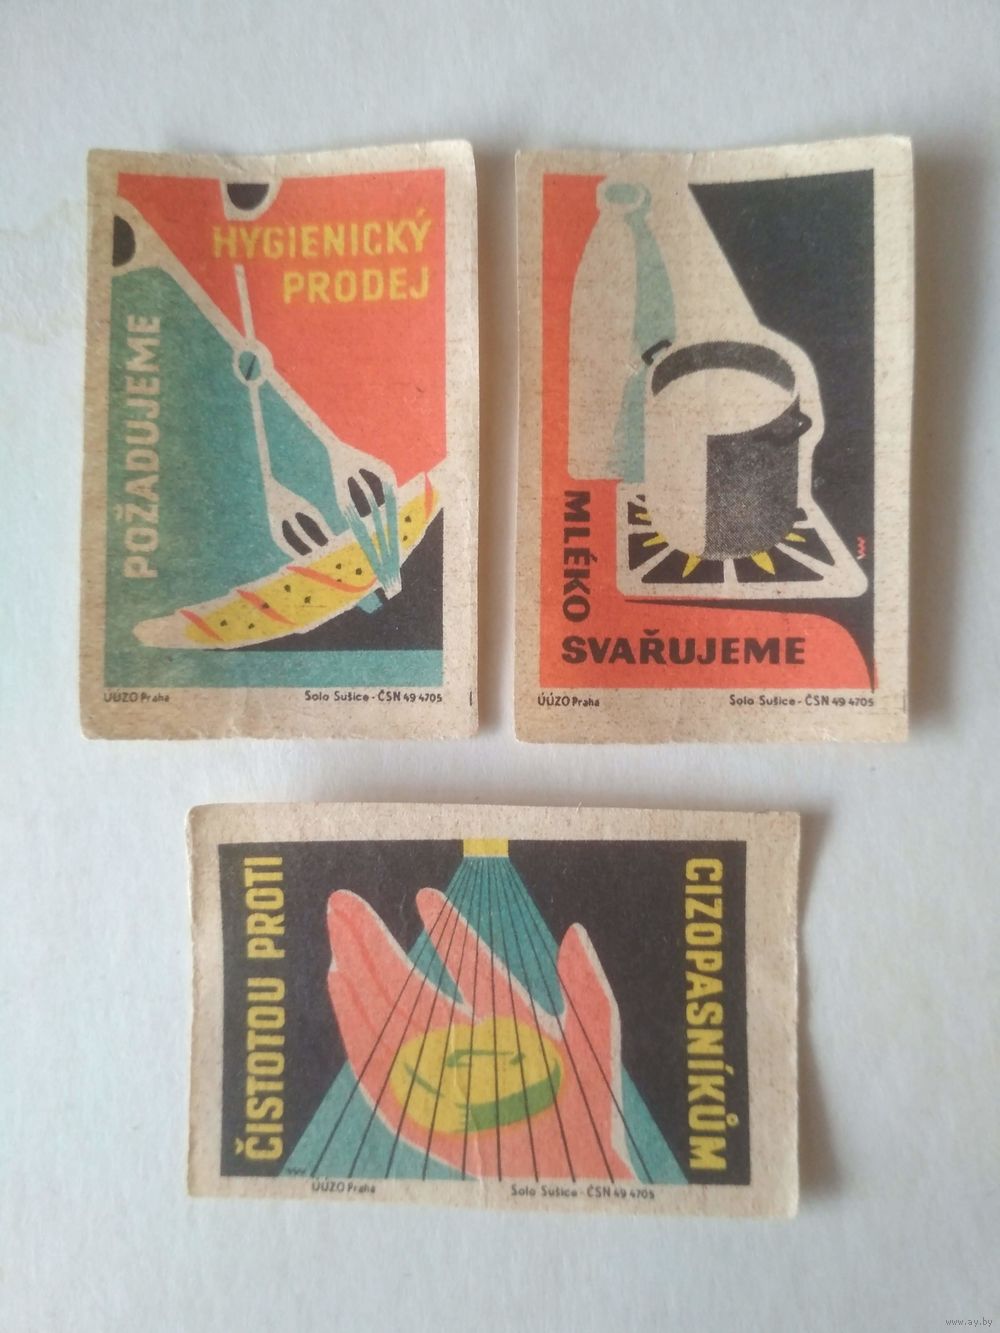 POŽADUJEME
HYGIENICKÝ
PRODEJ
ÚÚZO Praha
Solo Sušice - ČSN 49 4705
MLÉKO
SVAŘUJEME
ÚÚZO Praha
Solo Sušice - ČSN 49 4705
ČISTOTOU PROTI
CIZOPASNÍKŮM
ÚÚZO Praha
Solo Sušice - ČSN 49 4705
www.ay.by